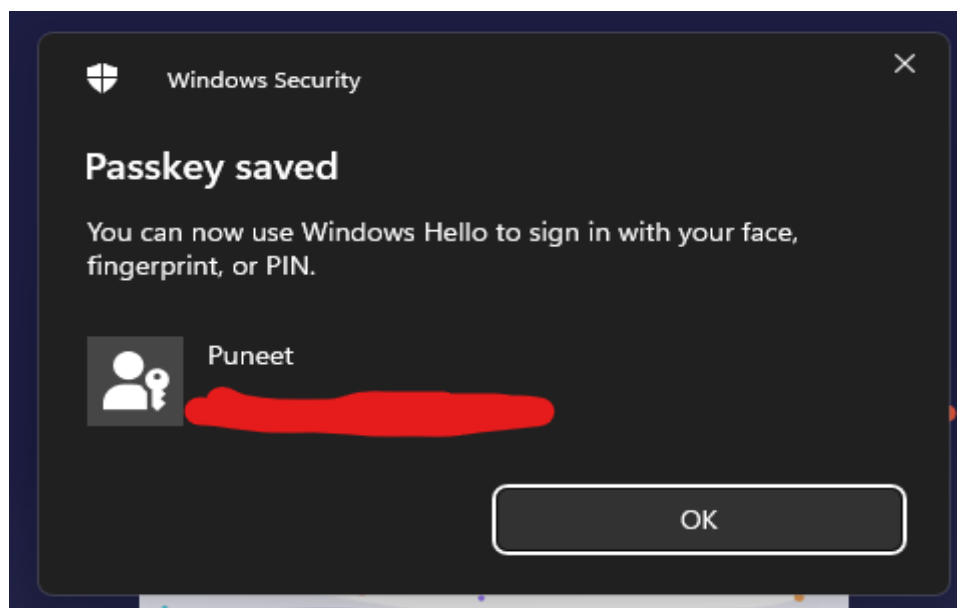 Windows Security
Passkey saved
You can now use Windows Hello to sign in with your face,
fingerprint, or PIN.
Puneet
OK